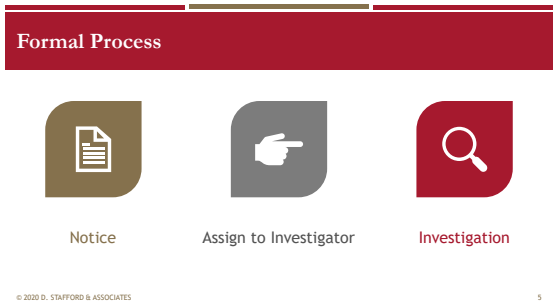 Formal Process
Notice
Assign to Investigator
Investigation
© 2020 D. STAFFORD & ASSOCIATES
5